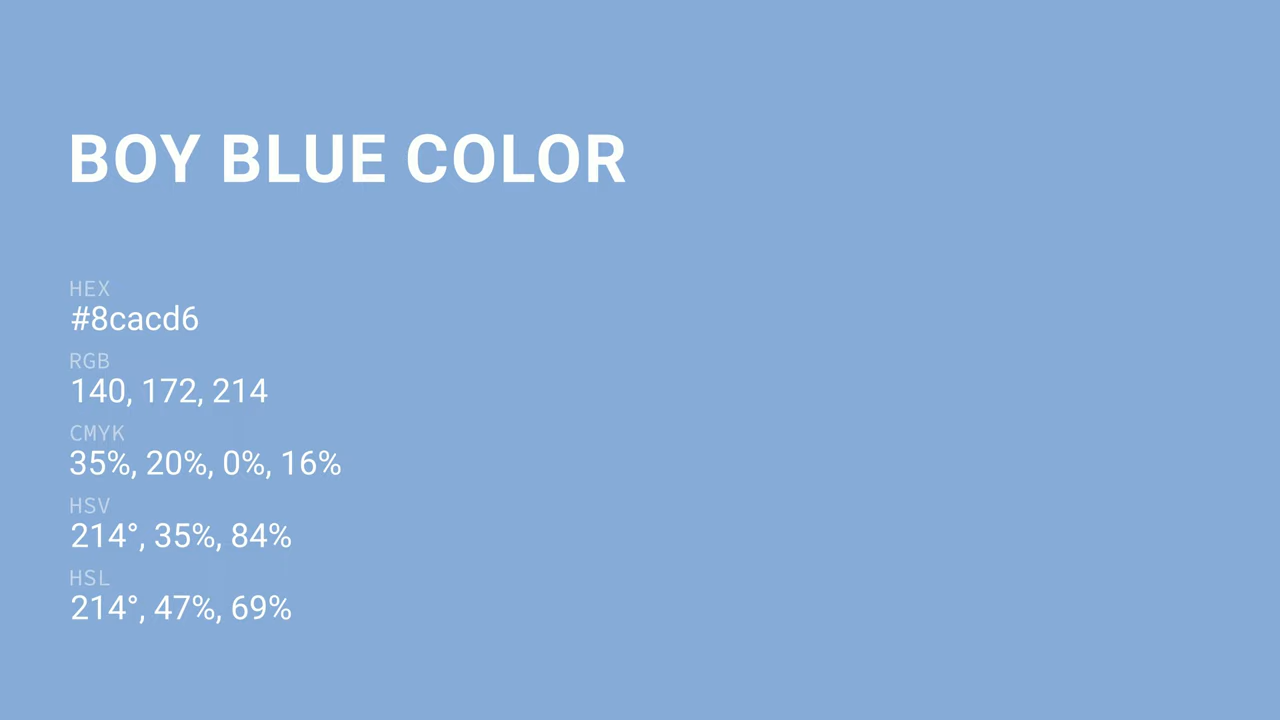 BOY BLUE COLOR
HEX
#8cacd6
RGB
140, 172, 214
CMYK
35%, 20%, 0%, 16%
HSV
214°, 35%, 84%
HSL
214°, 47%, 69%